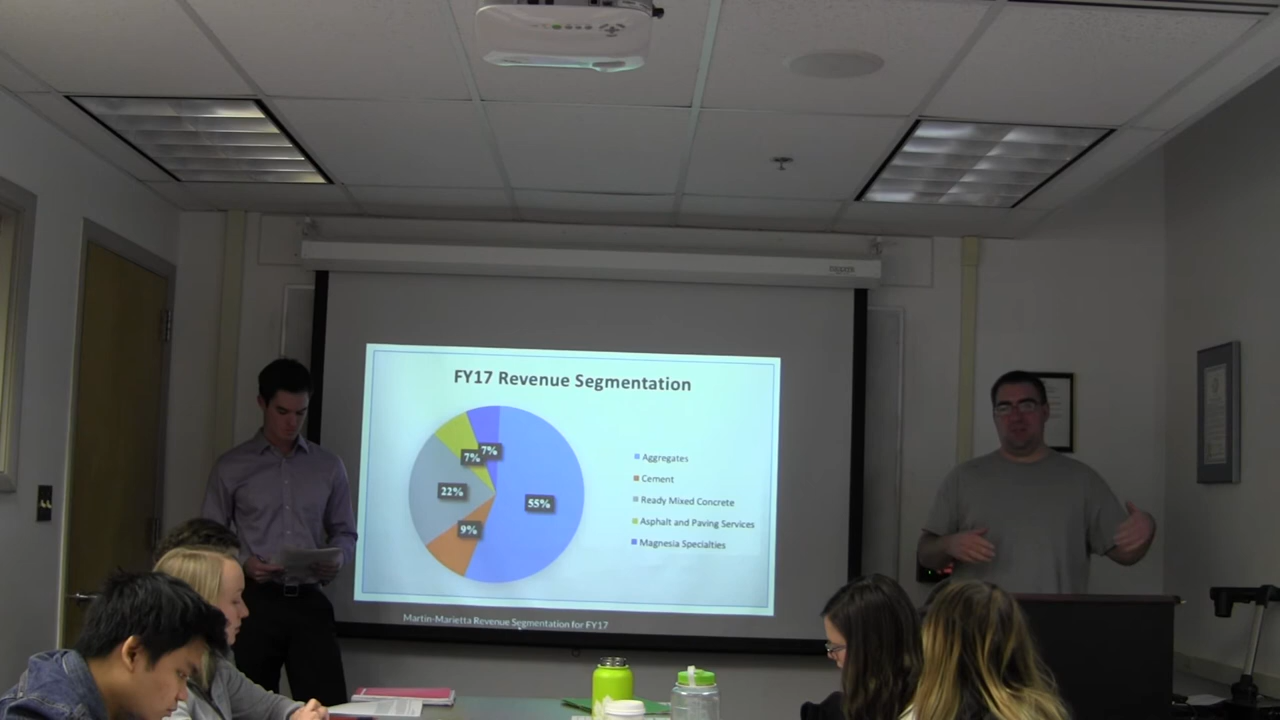 FY17 Revenue Segmentation
7%
7%
22%
55%
9%
Aggregates
Cement
Ready Mixed Concrete
Asphalt and Paving Services
Magnesia Specialties
Martin-Marietta Revenue Segmentation for FY17